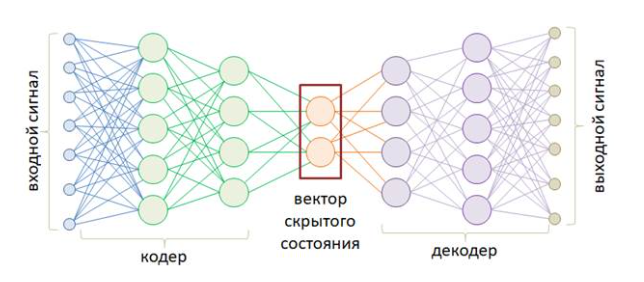 входной сигнал
кодер
вектор
скрытого
состояния
декодер
выходной сигнал